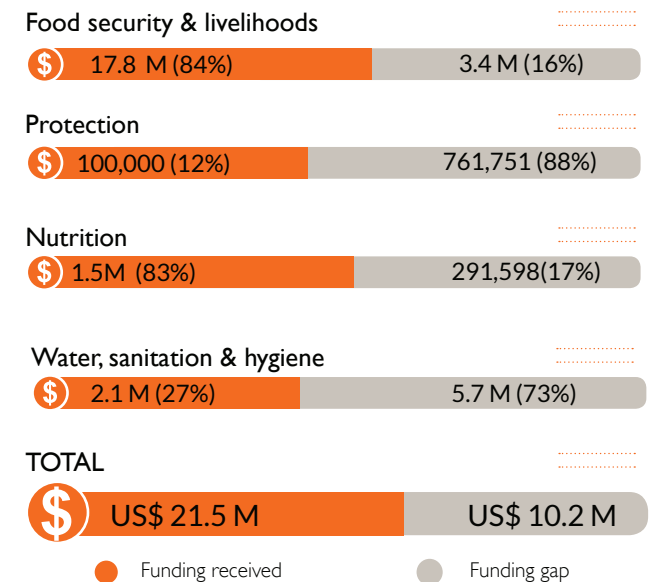 Food security & livelihoods
$ 17.8 M (84%) 3.4 M (16%)
Protection
$ 100,000 (12%) 761,751 (88%)
Nutrition
$ 1.5M (83%) 291,598(17%)
Water, sanitation & hygiene
$ 2.1 M (27%) 5.7 M (73%)
TOTAL
$ US$ 21.5 M US$ 10.2 M
Funding received Funding gap